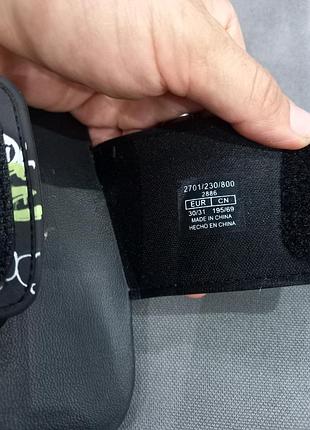 2701/230/800
2886
EUR CN
30/31 195/69
MADE IN CHINA
HECHO EN CHINA